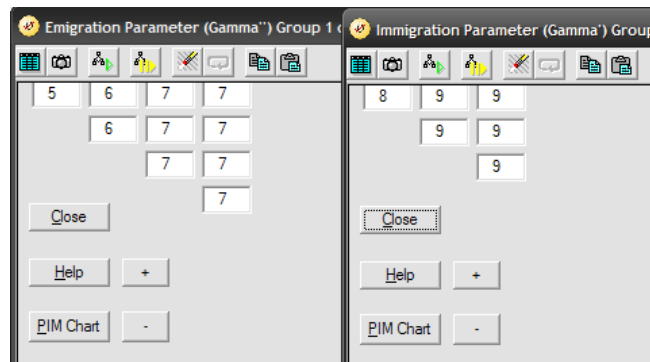 Emigration Parameter (Gamma'') Group 1
5 6 7 7
6 7 7
7 7
7
Close
Help +
PIM Chart -
Immigration Parameter (Gamma') Group
8 9 9
9 9
9
Close
Help +
PIM Chart -